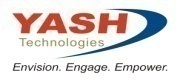 YASH
Technologies
Envision. Engage. Empower.